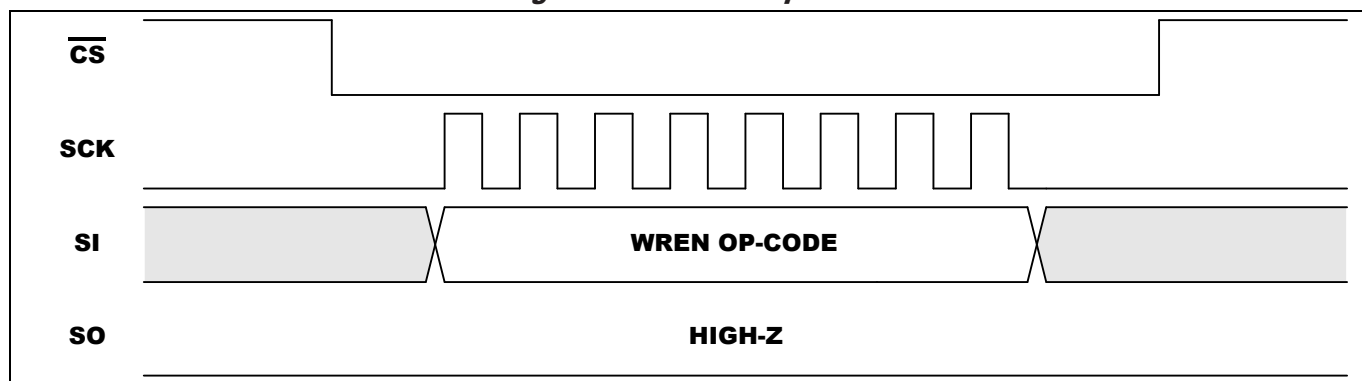 CS
SCK
SI
WREN OP-CODE
SO
HIGH-Z